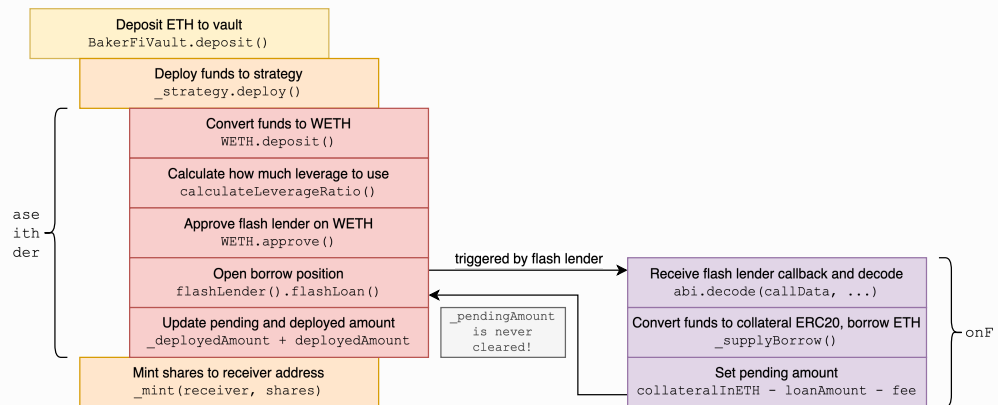 Deposit ETH to vault
BakerFiVault.deposit()
Deploy funds to strategy
_strategy.deploy()
Convert funds to WETH
WETH.deposit()
Calculate how much leverage to use
calculateLeverageRatio()
Approve flash lender on WETH
WETH.approve()
ase
ith
der
Open borrow position
flashLender().flashLoan()
triggered by flash lender
Receive flash lender callback and decode
abi.decode(callData, ...)
Update pending and deployed amount
_deployedAmount + deployedAmount
_pendingAmount
is never
cleared!
Convert funds to collateral ERC20, borrow ETH
_supplyBorrow()
onF
Mint shares to receiver address
_mint(receiver, shares)
Set pending amount
collateralInETH - loanAmount - fee